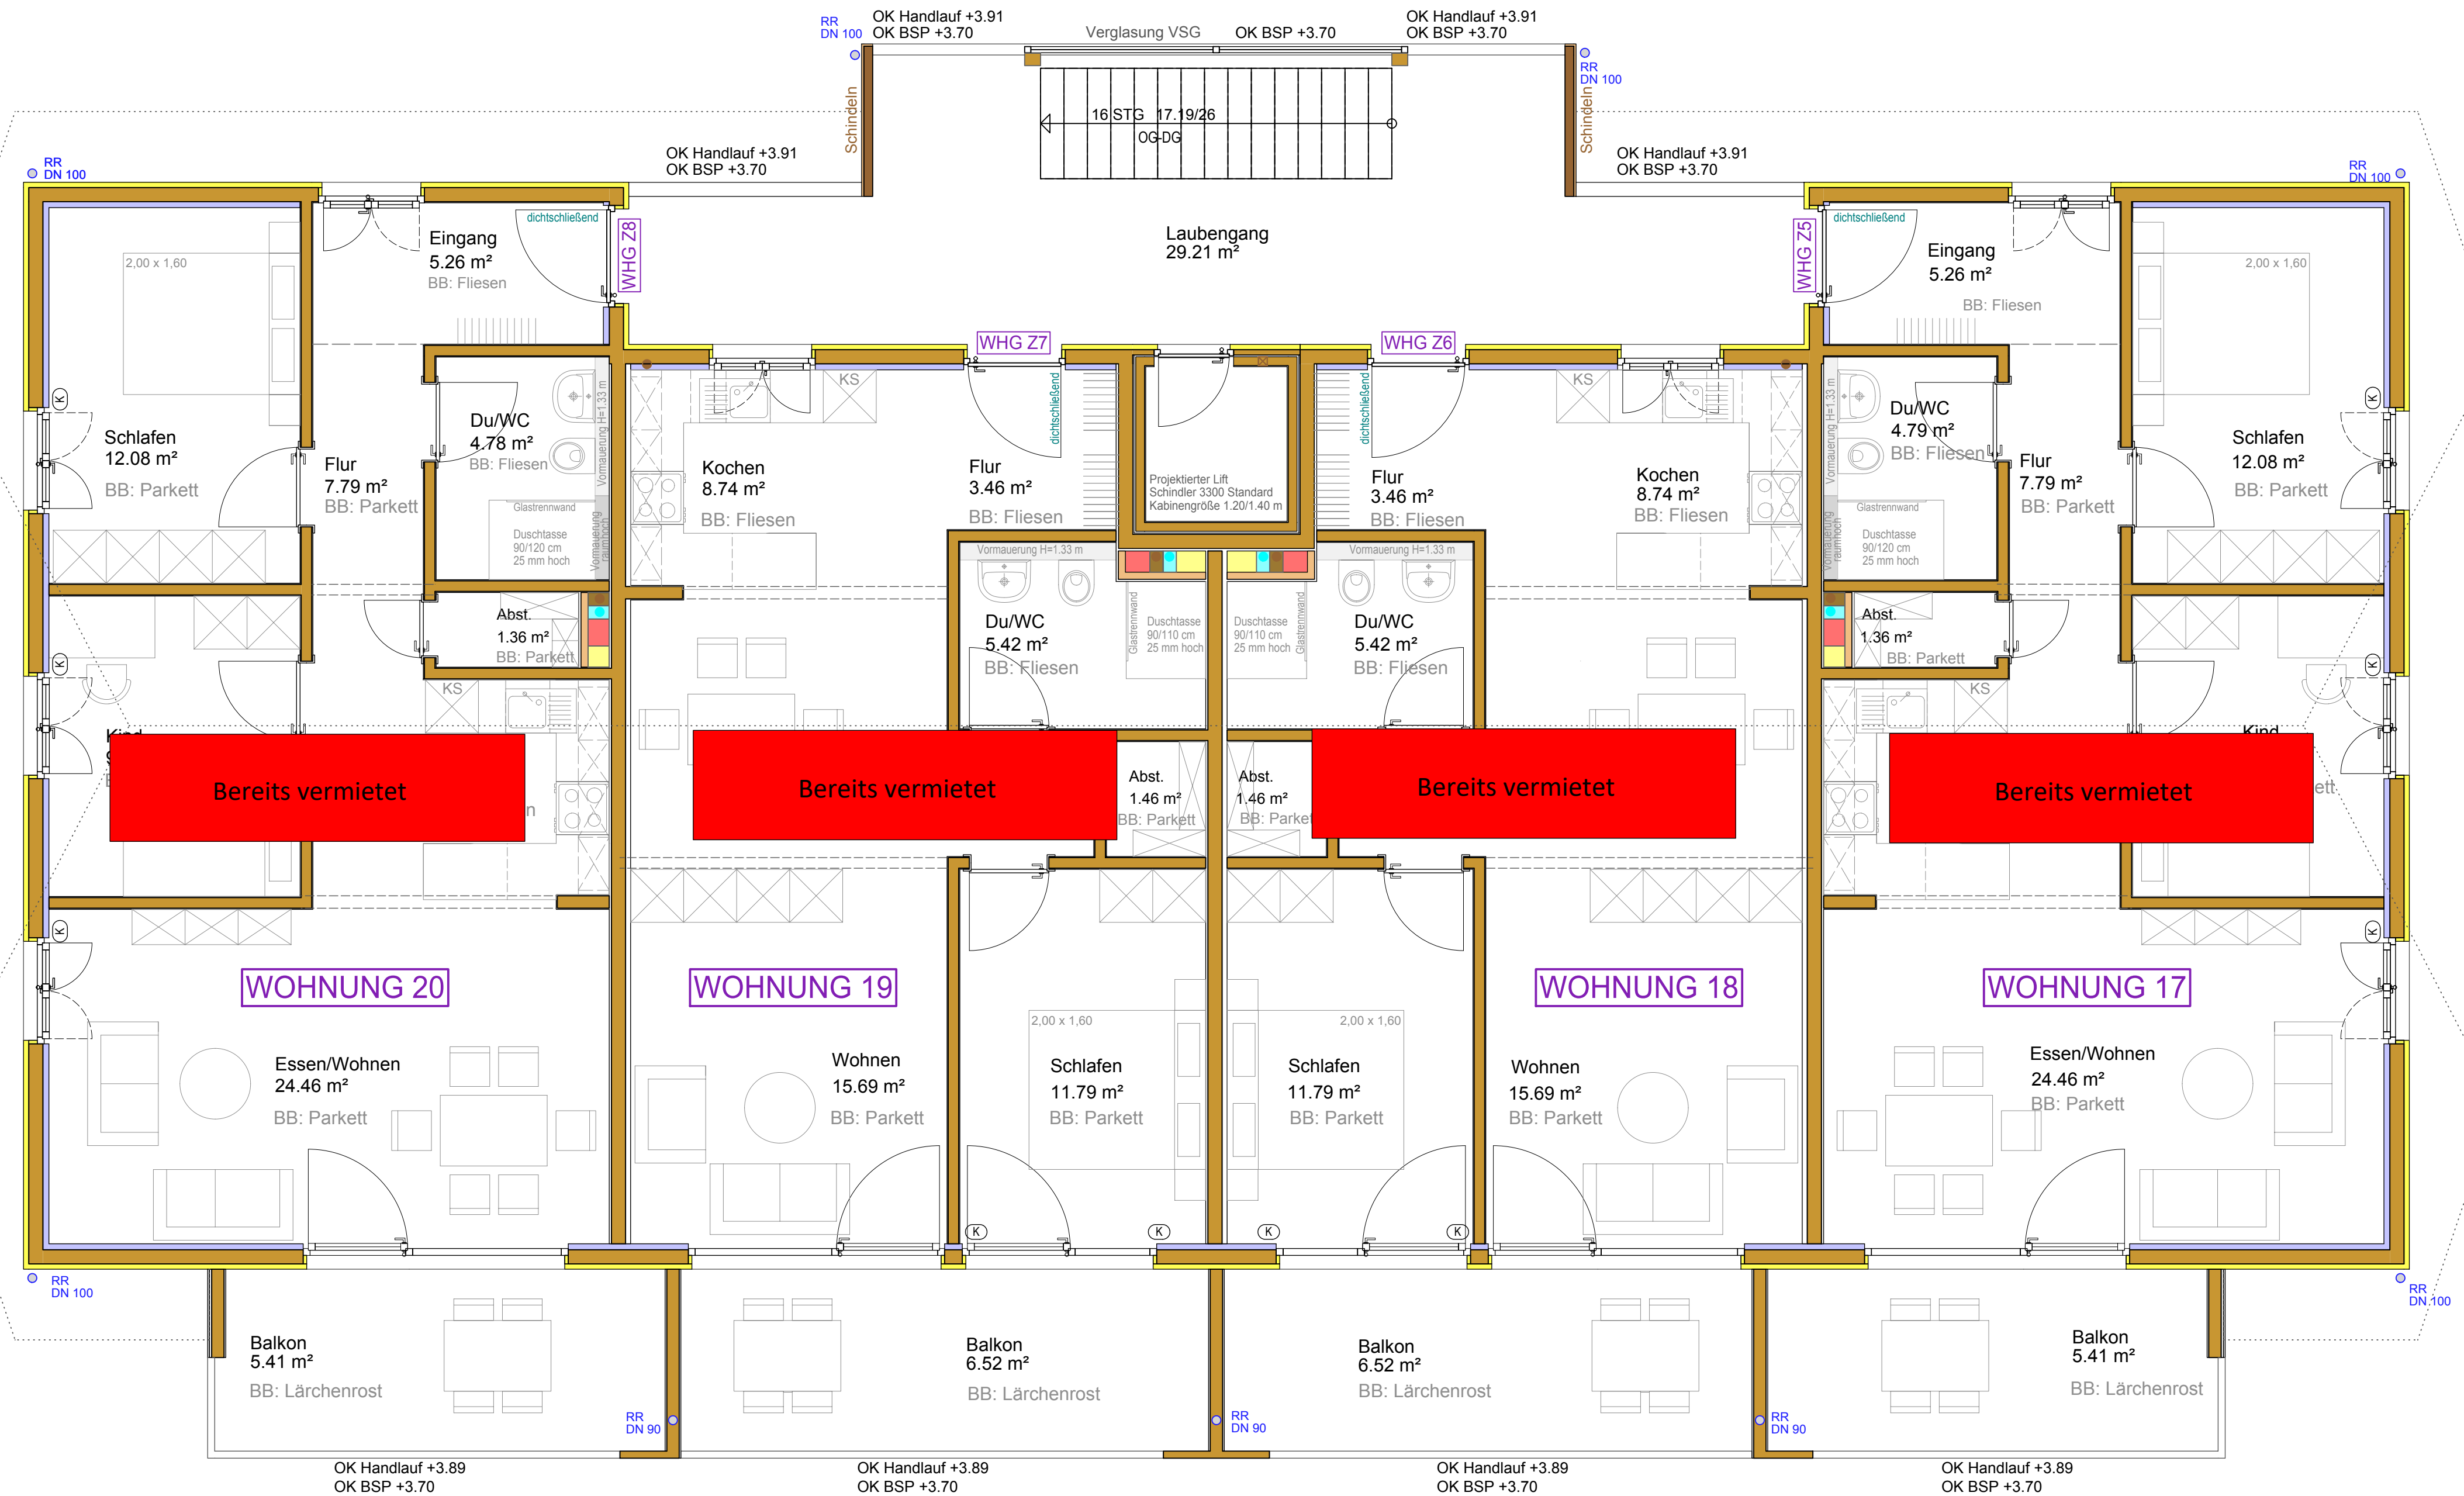 RR
DN 100
OK Handlauf +3.91
OK BSP +3.70
Verglasung VSG
OK BSP +3.70
OK Handlauf +3.91
OK BSP +3.70
RR
DN 100
Schindeln
16 STG 17.19/26
OG-DG
Schindeln
RR
DN 100
OK Handlauf +3.91
OK BSP +3.70
OK Handlauf +3.91
OK BSP +3.70
RR
DN 100
2,00 x 1,60
Eingang
5.26 m²
BB: Fliesen
dichtschließend
WHG Z8
Laubengang
29.21 m²
WHG Z5
dichtschließend
Eingang
5.26 m²
BB: Fliesen
2,00 x 1,60
WHG Z7
WHG Z6
K
Schlafen
12.08 m²
BB: Parkett
Flur
7.79 m²
BB: Parkett
Du/WC
4.78 m²
BB: Fliesen
Vormauerung H=1.33 m
Glastrennwand
Duschtasse
90/120 cm
25 mm hoch
Vormauerung
raumhoch
KS
Kochen
8.74 m²
BB: Fliesen
Flur
3.46 m²
BB: Fliesen
dichtschließend
Projektierter Lift
Schindler 3300 Standard
Kabinengröße 1.20/1.40 m
dichtschließend
Flur
3.46 m²
BB: Fliesen
KS
Kochen
8.74 m²
BB: Fliesen
Vormauerung H=1.33 m
Du/WC
4.79 m²
BB: Fliesen
Glastrennwand
Duschtasse
90/120 cm
25 mm hoch
Vormauerung
raumhoch
Flur
7.79 m²
BB: Parkett
Schlafen
12.08 m²
BB: Parkett
K
Abst.
1.36 m²
BB: Parkett
Vormauerung H=1.33 m
Du/WC
5.42 m²
BB: Fliesen
Glastrennwand
Duschtasse
90/110 cm
25 mm hoch
Duschtasse
90/110 cm
25 mm hoch
Glastrennwand
Vormauerung H=1.33 m
Du/WC
5.42 m²
BB: Fliesen
Abst.
1.36 m²
BB: Parkett
K
KS
KS
K
Kind
Kind
Bereits vermietet
Bereits vermietet
Abst.
1.46 m²
BB: Parkett
Abst.
1.46 m²
BB: Parket
Bereits vermietet
Bereits vermietet
K
K
WOHNUNG 20
WOHNUNG 19
WOHNUNG 18
WOHNUNG 17
Essen/Wohnen
24.46 m²
BB: Parkett
Wohnen
15.69 m²
BB: Parkett
2,00 x 1,60
Schlafen
11.79 m²
BB: Parkett
2,00 x 1,60
Schlafen
11.79 m²
BB: Parkett
Wohnen
15.69 m²
BB: Parkett
Essen/Wohnen
24.46 m²
BB: Parkett
K
K
K
K
RR
DN 100
RR
DN 100
Balkon
5.41 m²
BB: Lärchenrost
Balkon
6.52 m²
BB: Lärchenrost
Balkon
6.52 m²
BB: Lärchenrost
Balkon
5.41 m²
BB: Lärchenrost
RR
DN 90
RR
DN 90
RR
DN 90
OK Handlauf +3.89
OK BSP +3.70
OK Handlauf +3.89
OK BSP +3.70
OK Handlauf +3.89
OK BSP +3.70
OK Handlauf +3.89
OK BSP +3.70